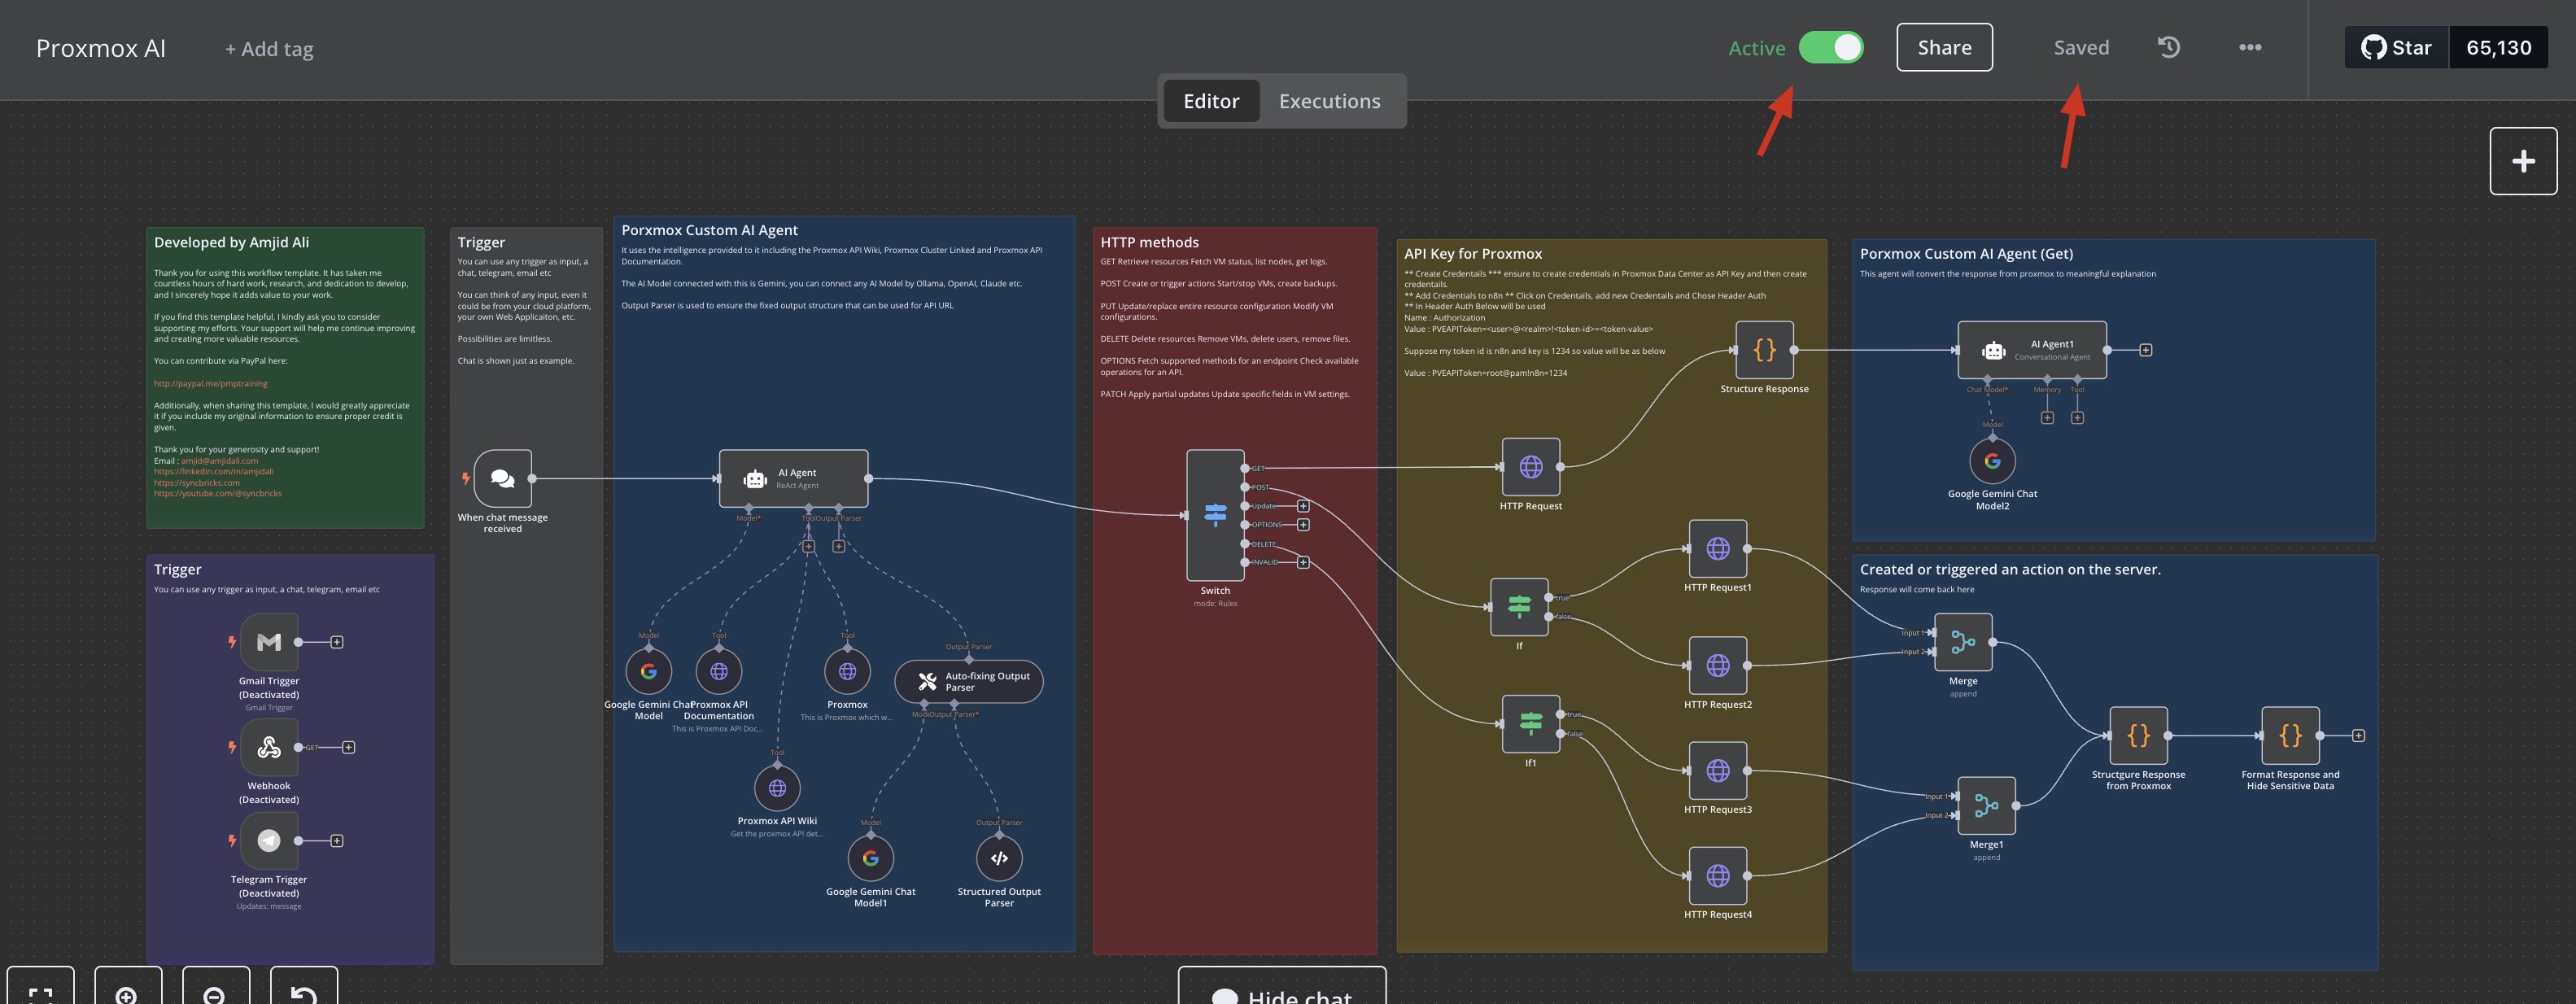 Proxmox AI
+ Add tag
Active
Share
Saved
Star
65,130
Editor
Executions
Developed by Amjid Ali
Thank you for using this workflow template. It has taken me
countless hours of hard work, research, and dedication to develop,
and I sincerely hope it adds value to your work.
If you find this template helpful, I kindly ask you to consider
supporting my efforts. Your support will help me continue improving
and creating more valuable resources.
You can contribute via PayPal here:
http://paypal.me/pmptraining
Additionally, when sharing this template, I would greatly appreciate
it if you include my original information to ensure proper credit is
given.
Thank you for your generosity and support!
Email : amjid@amjidali.com
https://linkedin.com/in/amjidali
https://syncbricks.com
https://youtube.com/@syncbricks
Trigger
You can use any trigger as input, a chat, telegram, email etc
Gmail Trigger
(Deactivated)
Gmail Trigger
GET
Webhook
(Deactivated)
Telegram Trigger
(Deactivated)
Updates: message
Trigger
You can use any trigger as input, a
chat, telegram, email etc
You can think of any input, even it
could be from your cloud platform,
your own Web Applicaiton, etc.
Possibilities are limitless.
Chat is shown just as example.
When chat message
received
Porxmox Custom AI Agent
It uses the intelligence provided to it including the Proxmox API Wiki, Proxmox Cluster Linked and Proxmox API
Documentation.
The AI Model connected with this is Gemini, you can connect any AI Model by Ollama, OpenAI, Claude etc.
Output Parser is used to ensure the fixed output structure that can be used for API URL
AI Agent
ReAct Agent
Model*
Tool
Output Parser
Model
Google Gemini Chat
Model
Tool
Proxmox API
Documentation
This is Proxmox API Doc...
Tool
Proxmox
This is Proxmox which w...
Output Parser
Auto-fixing Output
Parser
Model
Output Parser*
Tool
Proxmox API Wiki
Get the proxmox API det...
Model
Google Gemini Chat
Model1
Output Parser
Structured Output
Parser
HTTP methods
GET Retrieve resources Fetch VM status, list nodes, get logs.
POST Create or trigger actions Start/stop VMs, create backups.
PUT Update/replace entire resource configuration Modify VM
configurations.
DELETE Delete resources Remove VMs, delete users, remove files.
OPTIONS Fetch supported methods for an endpoint Check available
operations for an API.
PATCH Apply partial updates Update specific fields in VM settings.
GET
POST
Update
OPTIONS
DELETE
INVALID
Switch
mode: Rules
API Key for Proxmox
** Create Credentails *** ensure to create credentials in Proxmox Data Center as API Key and then create
credentials.
** Add Credentials to n8n ** Click on Credentials, add new Credentials and Chose Header Auth
** In Header Auth Below will be used
Name : Authorization
Value : PVEAPIToken=<user>@<realm>!<token-id>=<token-value>
Suppose my token id is n8n and key is 1234 so value will be as below
Value : PVEAPIToken=root@pam!n8n=1234
Structure Response
HTTP Request
HTTP Request1
true
false
If
HTTP Request2
true
false
If1
HTTP Request3
HTTP Request4
Porxmox Custom AI Agent (Get)
This agent will convert the response from proxmox to meaningful explanation
AI Agent1
Conversational Agent
Chat Model*
Memory
Tool
Model
Google Gemini Chat
Model2
Created or triggered an action on the server.
Response will come back here
Input 1
Input 2
Merge
append
Input 1
Input 2
Merge1
append
Structgure Response
from Proxmox
Format Response and
Hide Sensitive Data
Hide chat